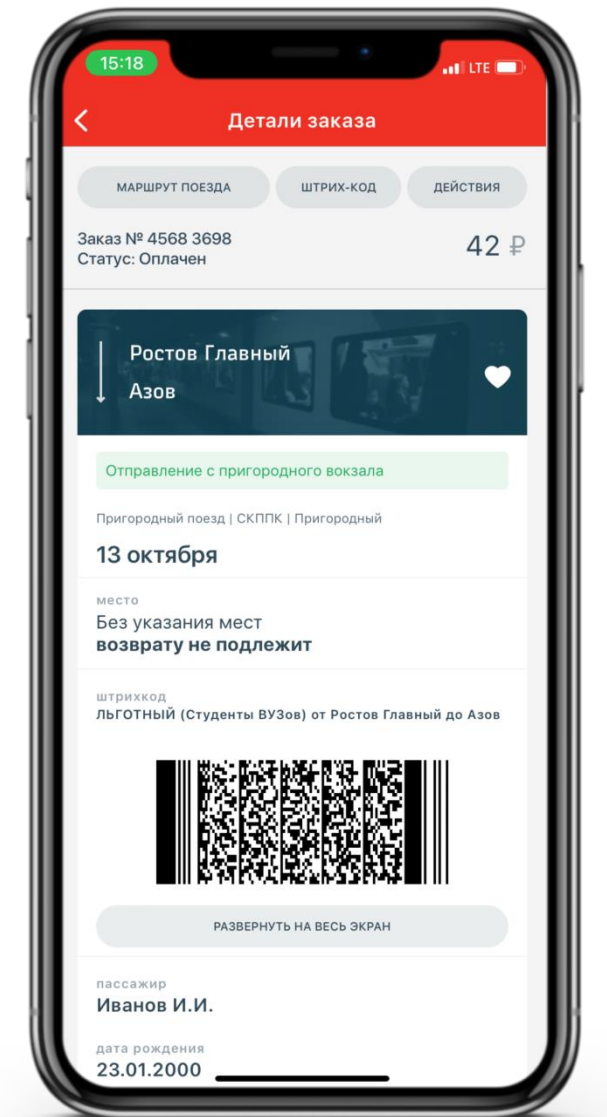 15:18
LTE
Детали заказа
МАРШРУТ ПОЕЗДА
ШТРИХ-КОД
ДЕЙСТВИЯ
Заказ № 4568 3698
Статус: Оплачен
42 ₽
Ростов Главный
Азов
Отправление с пригородного вокзала
Пригородный поезд | СКППК | Пригородный
13 октября
место
Без указания мест
возврату не подлежит
штрихкод
ЛЬГОТНЫЙ (Студенты ВУЗов) от Ростов Главный до Азов
РАЗВЕРНУТЬ НА ВЕСЬ ЭКРАН
пассажир
Иванов И.И.
дата рождения
23.01.2000